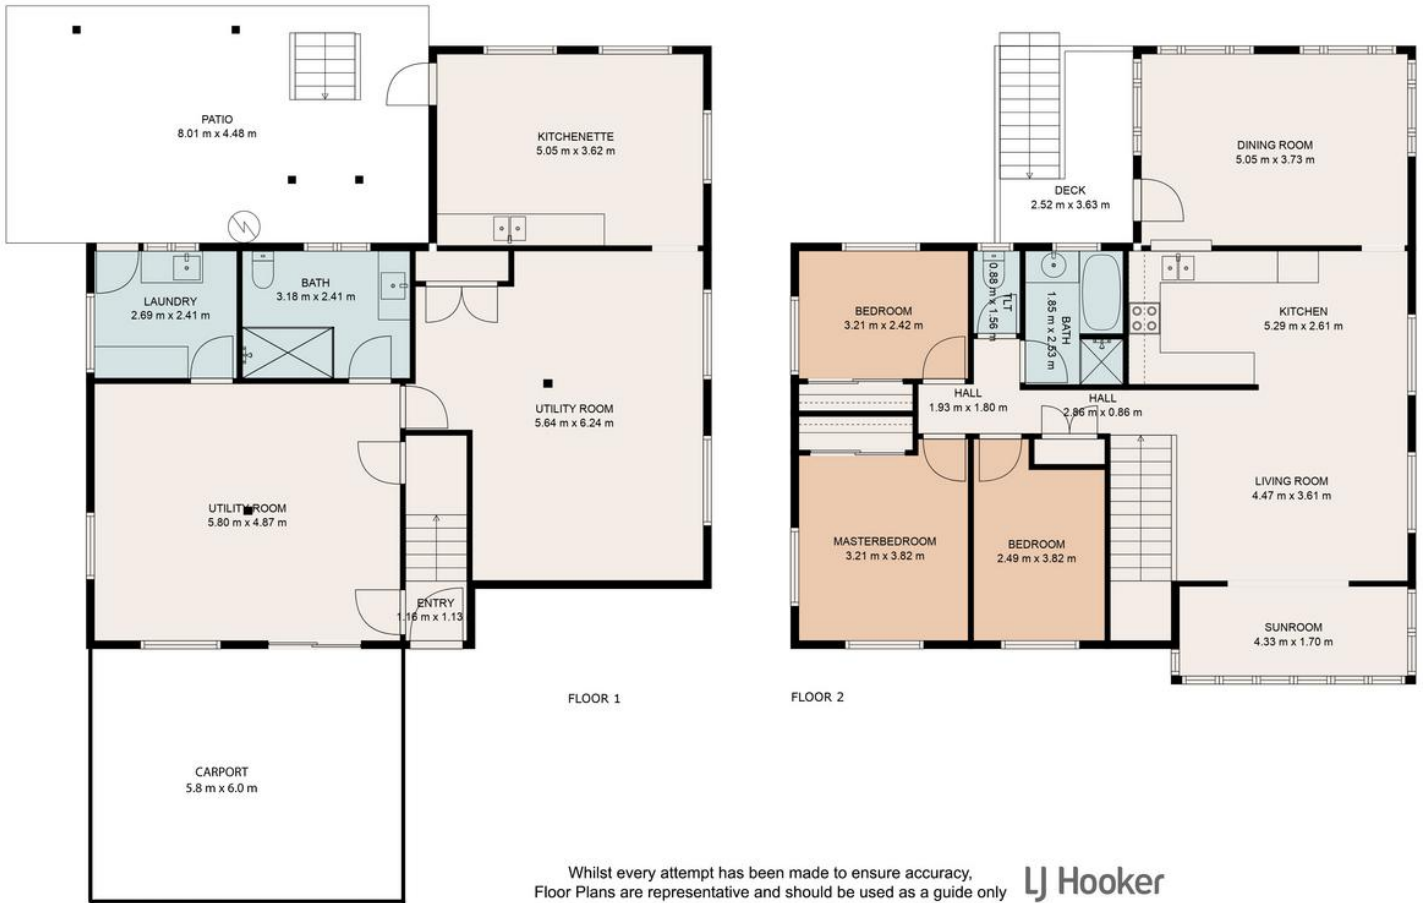 PATIO
8.01 m x 4.48 m
KITCHENETTE
5.05 m x 3.62 m
LAUNDRY
2.69 m x 2.41 m
BATH
3.18 m x 2.41 m
UTILITY ROOM
5.64 m x 6.24 m
UTILITY ROOM
5.80 m x 4.87 m
ENTRY
1.16 m x 1.13
CARPORT
5.8 m x 6.0 m
FLOOR 1
DECK
2.52 m x 3.63 m
DINING ROOM
5.05 m x 3.73 m
BEDROOM
3.21 m x 2.42 m
TLT
0.88 m x 1.56 m
BATH
1.85 m x 2.53 m
KITCHEN
5.29 m x 2.61 m
HALL
1.93 m x 1.80 m
HALL
2.86 m x 0.86 m
LIVING ROOM
4.47 m x 3.61 m
MASTERBEDROOM
3.21 m x 3.82 m
BEDROOM
2.49 m x 3.82 m
SUNROOM
4.33 m x 1.70 m
FLOOR 2
Whilst every attempt has been made to ensure accuracy,
Floor Plans are representative and should be used as a guide only
LJ Hooker